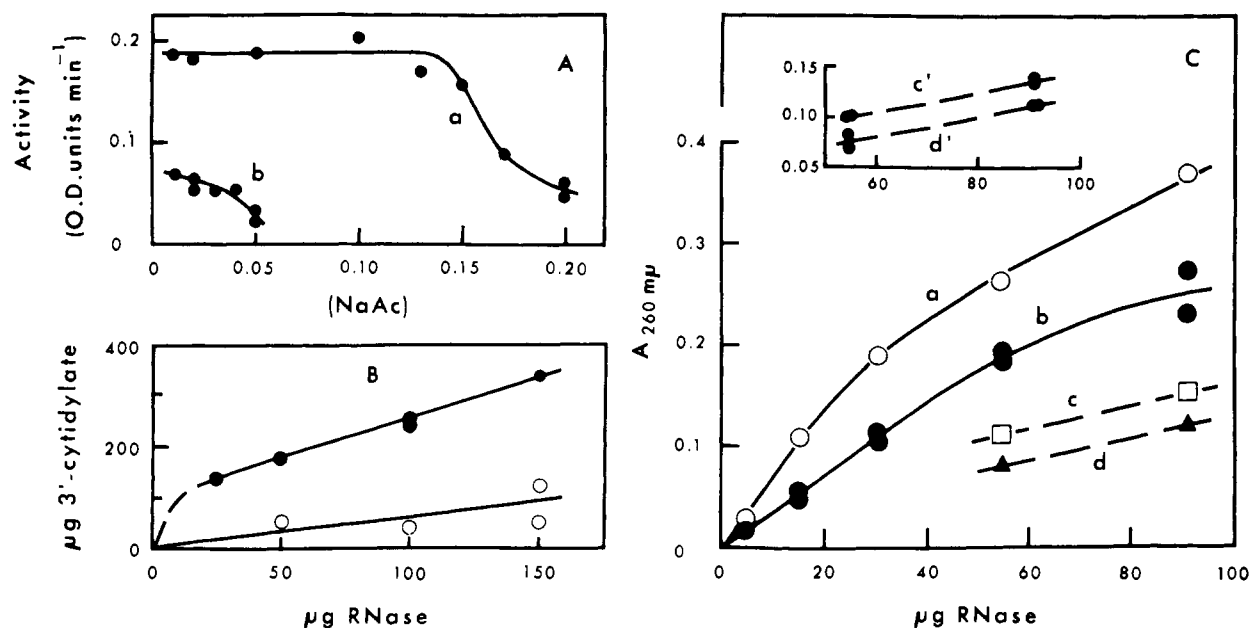 Activity
(O.D.units min⁻¹)
0.2
0.1
0
A
a
b
0
0.05
0.10
0.15
0.20
(NaAc)
µg 3'-cytidylate
400
200
0
B
0
50
100
150
µg RNase
A260 mµ
0.4
0.3
0.2
0.1
0
C
0.15
0.10
0.05
c'
d'
60
80
100
a
b
c
d
0
20
40
60
80
100
µg RNase